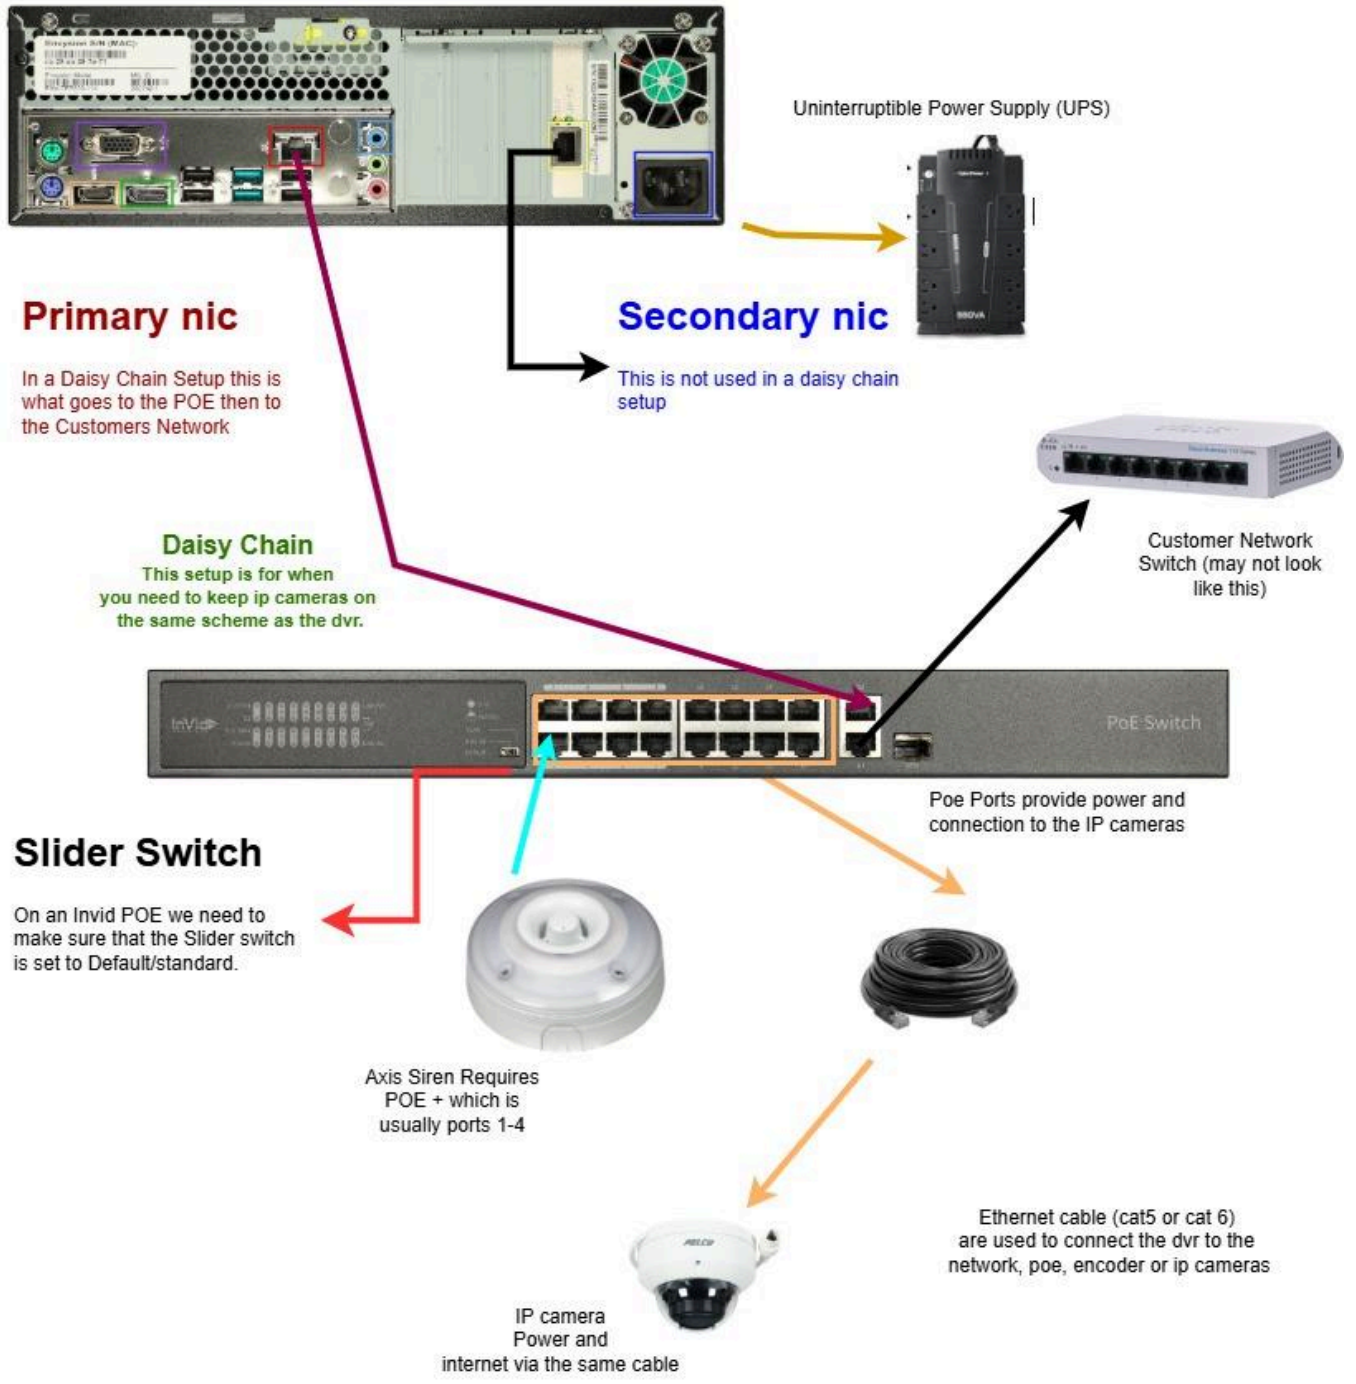 Uninterruptible Power Supply (UPS)
CyberPower
950VA
Primary nic
Secondary nic
In a Daisy Chain Setup this is
what goes to the POE then to
the Customers Network
This is not used in a daisy chain
setup
Customer Network
Switch (may not look
like this)
Daisy Chain
This setup is for when
you need to keep ip cameras on
the same scheme as the dvr.
InVid
PoE Switch
Poe Ports provide power and
connection to the IP cameras
Slider Switch
On an Invid POE we need to
make sure that the Slider switch
is set to Default/standard.
Axis Siren Requires
POE + which is
usually ports 1-4
PELCO
Ethernet cable (cat5 or cat 6)
are used to connect the dvr to the
network, poe, encoder or ip cameras
IP camera
Power and
internet via the same cable